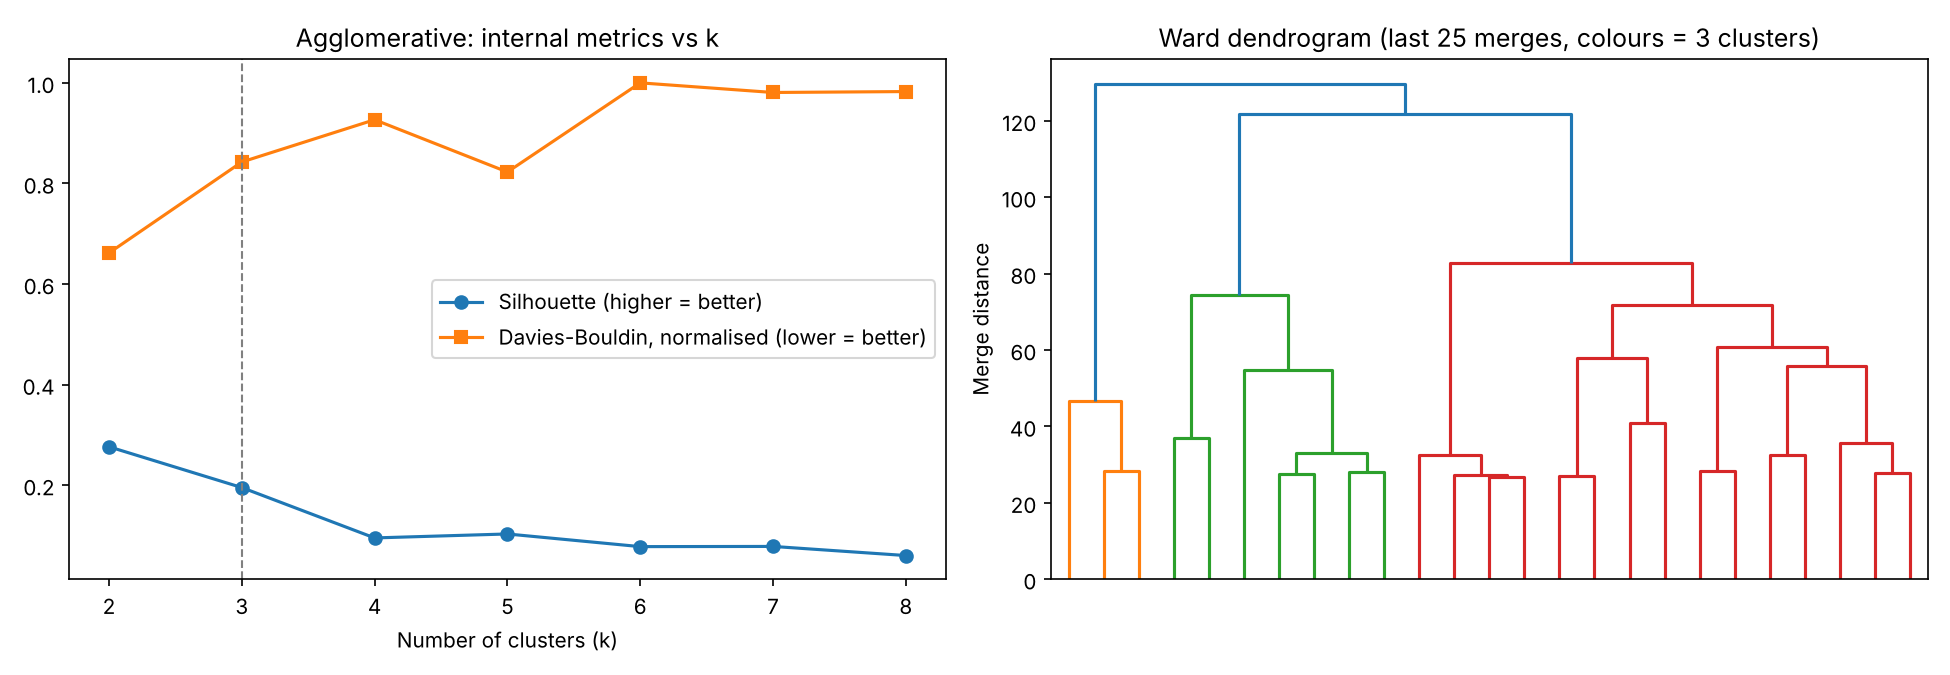 Agglomerative: internal metrics vs k
1.0
0.8
0.6
0.4
0.2
Silhouette (higher = better)
Davies-Bouldin, normalised (lower = better)
2 3 4 5 6 7 8
Number of clusters (k)
Ward dendrogram (last 25 merges, colours = 3 clusters)
Merge distance
120
100
80
60
40
20
0